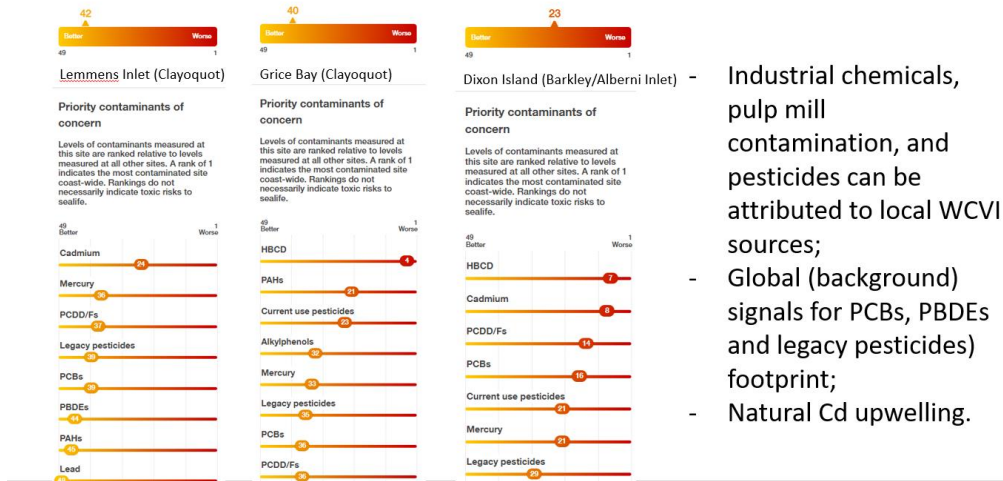 42
Better
Worse
49
1
Lemmens Inlet (Clayoquot)
Priority contaminants of
concern
Levels of contaminants measured at
this site are ranked relative to levels
measured at all other sites. A rank of 1
indicates the most contaminated site
coast-wide. Rankings do not
necessarily indicate toxic risks to
sealife.
49
1
Better
Worse
Cadmium
24
Mercury
36
PCDD/Fs
37
Legacy pesticides
39
PCBs
39
PBDEs
44
PAHs
45
Lead
40
Better
Worse
49
1
Grice Bay (Clayoquot)
Priority contaminants of
concern
Levels of contaminants measured at
this site are ranked relative to levels
measured at all other sites. A rank of 1
indicates the most contaminated site
coast-wide. Rankings do not
necessarily indicate toxic risks to
sealife.
49
1
Better
Worse
HBCD
4
PAHs
21
Current use pesticides
23
Alkylphenols
32
Mercury
33
Legacy pesticides
35
PCBs
36
PCDD/Fs
36
23
Better
Worse
49
1
Dixon Island (Barkley/Alberni Inlet)
Priority contaminants of
concern
Levels of contaminants measured at
this site are ranked relative to levels
measured at all other sites. A rank of 1
indicates the most contaminated site
coast-wide. Rankings do not
necessarily indicate toxic risks to
sealife.
49
1
Better
Worse
HBCD
7
Cadmium
8
PCDD/Fs
14
PCBs
16
Current use pesticides
21
Mercury
21
Legacy pesticides
29
- Industrial chemicals,
pulp mill
contamination, and
pesticides can be
attributed to local WCVI
sources;
- Global (background)
signals for PCBs, PBDEs
and legacy pesticides)
footprint;
- Natural Cd upwelling.